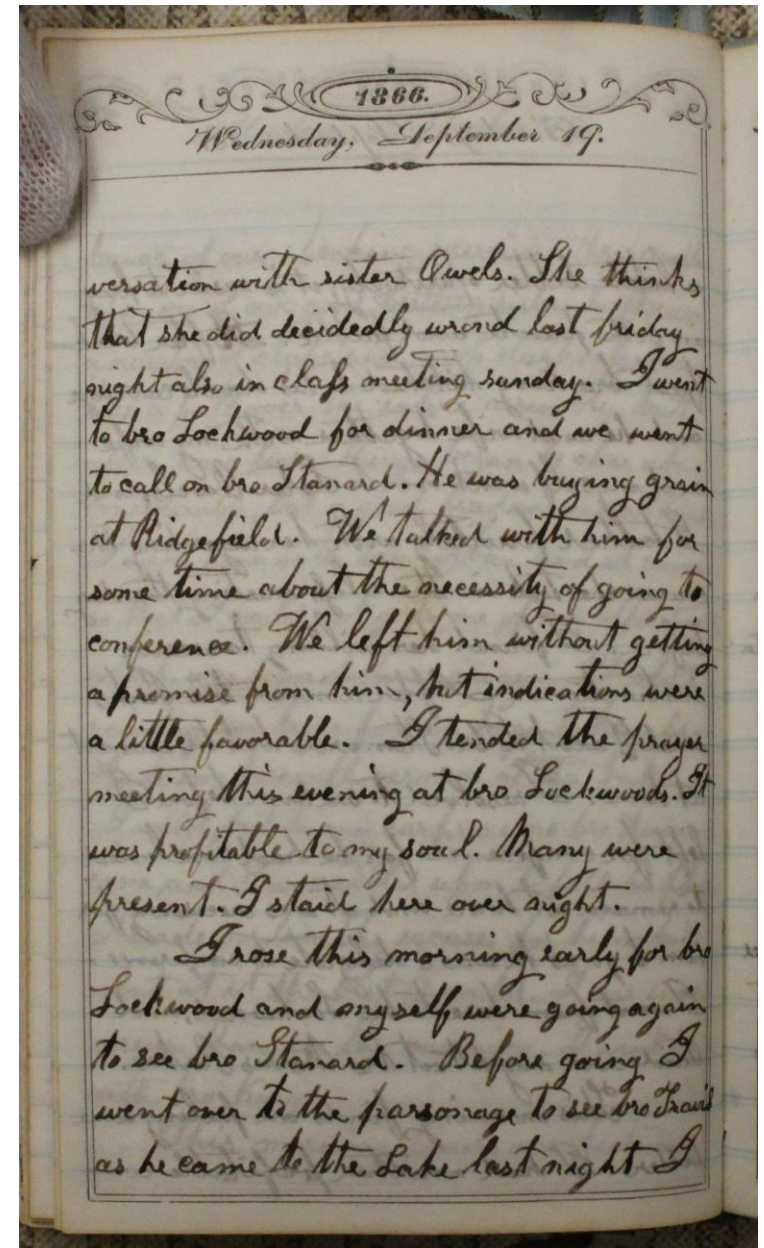 1866.
Wednesday, September 19.
versation with sister Owels. She thinks
that she did decidedly wrond last friday
night also in class meeting sunday. I went
to bro Lockwood for dinner and we went
to call on bro Stanard. He was buying grain
at Ridgefield. We talked with him for
some time about the necessity of going to
conference. We left him without getting
a promise from him, but indications were
a little favorable. I tended the prayer
meeting this evening at bro Lockwoods. It
was profitable to my soul. Many were
present. I staid here over night.
I rose this morning early for bro
Lockwood and myself were going again
to see bro Stanard. Before going I
went over to the parsonage to see bro Travis
as he came to the Lake last night I